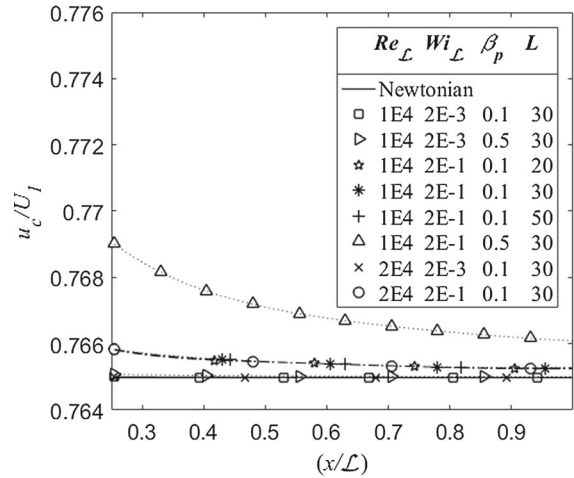 0.776
0.774
0.772
0.77
0.768
0.766
0.764
u_c/U_1
Re_ℒ Wi_ℒ β_p L
Newtonian
1E4 2E-3 0.1 30
1E4 2E-3 0.5 30
1E4 2E-1 0.1 20
1E4 2E-1 0.1 30
1E4 2E-1 0.1 50
1E4 2E-1 0.5 30
2E4 2E-3 0.1 30
2E4 2E-1 0.1 30
0.3 0.4 0.5 0.6 0.7 0.8 0.9
(x/ℒ)